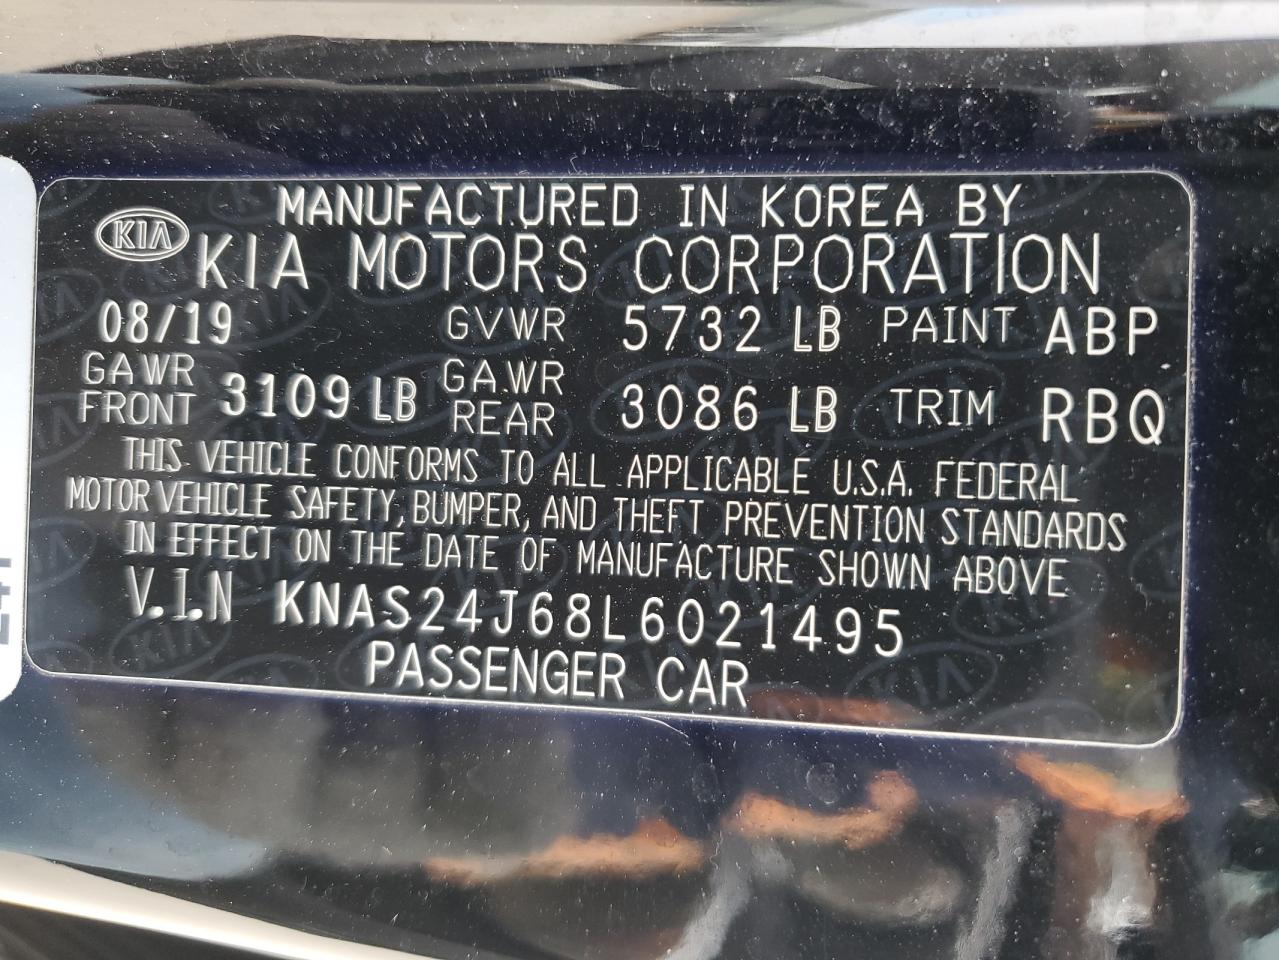 MANUFACTURED IN KOREA BY
KIA KIA MOTORS CORPORATION
08/19 GVWR 5732 LB PAINT ABP
GAWR FRONT 3109 LB GAWR REAR 3086 LB TRIM RBQ
THIS VEHICLE CONFORMS TO ALL APPLICABLE U.S.A. FEDERAL
MOTOR VEHICLE SAFETY, BUMPER, AND THEFT PREVENTION STANDARDS
IN EFFECT ON THE DATE OF MANUFACTURE SHOWN ABOVE
V.I.N KNAS24J68L6021495
PASSENGER CAR